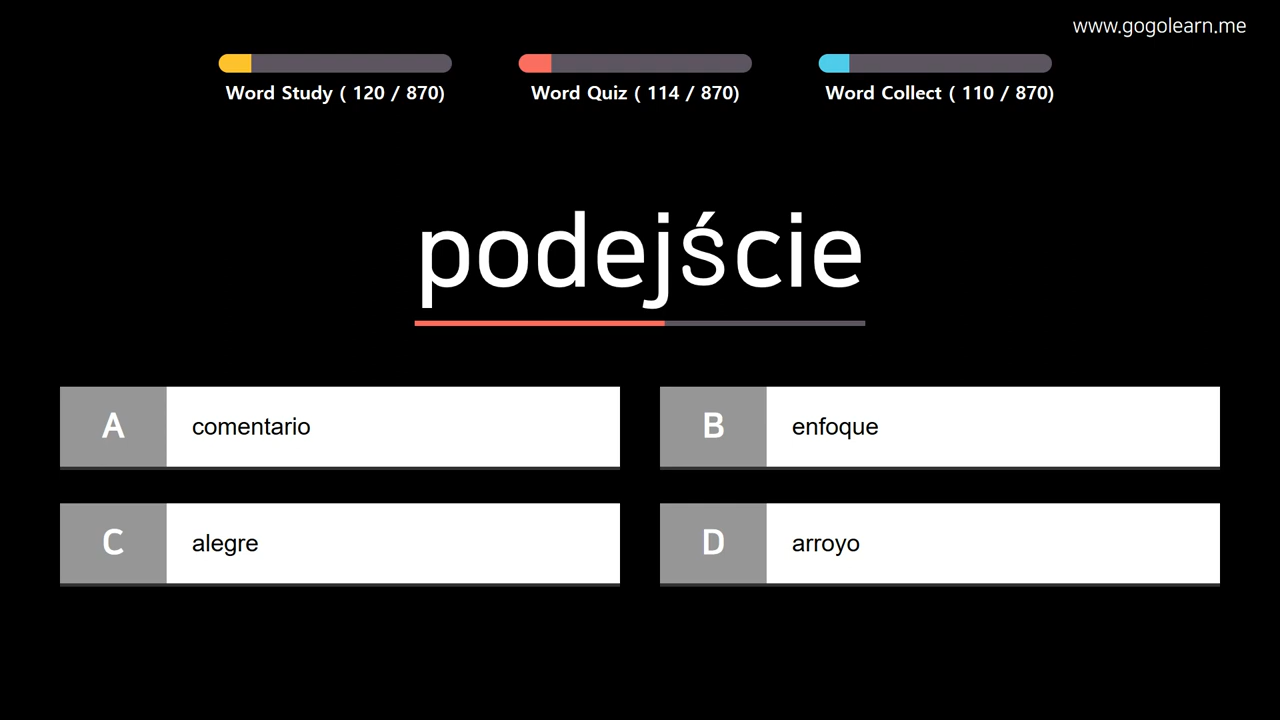 www.gogolearn.me
Word Study ( 120 / 870)
Word Quiz ( 114 / 870)
Word Collect ( 110 / 870)
podejście
A comentario
B enfoque
C alegre
D arroyo